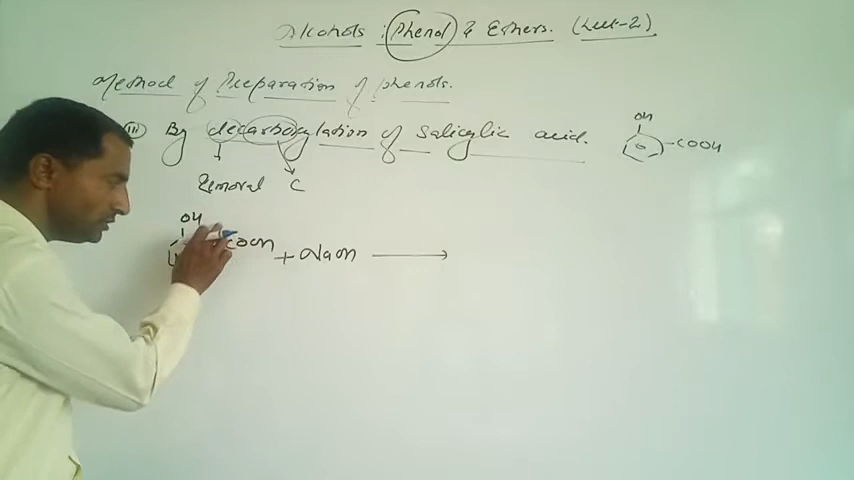 Alcohols : Phenol & Ethers. (Lect-2)
Method of Preparation of phenols.
(iii) By decarboxylation of Salicylic acid.
OH
-COOH
Removal C
OH
COOH + NaOH